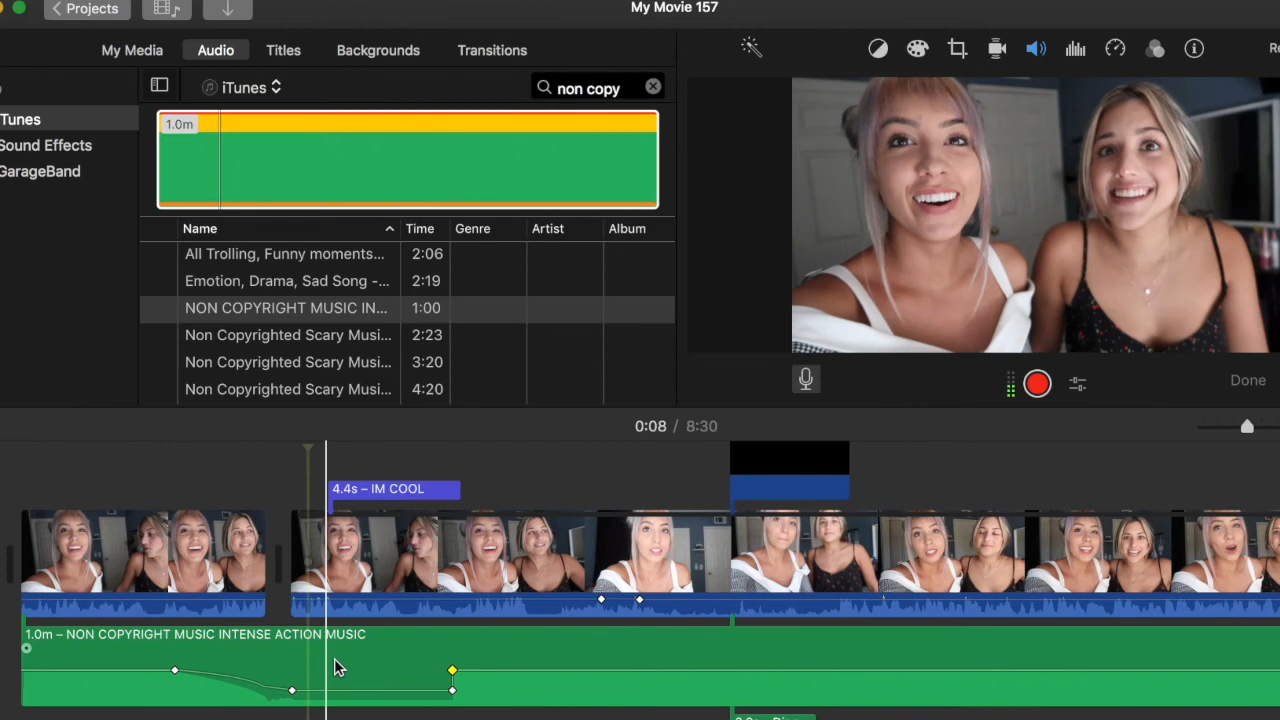 Projects
My Movie 157
My Media Audio Titles Backgrounds Transitions
iTunes
non copy
Tunes
Sound Effects
GarageBand
1.0m
Name Time Genre Artist Album
All Trolling, Funny moments... 2:06
Emotion, Drama, Sad Song -... 2:19
NON COPYRIGHT MUSIC IN... 1:00
Non Copyrighted Scary Musi... 2:23
Non Copyrighted Scary Musi... 3:20
Non Copyrighted Scary Musi... 4:20
Re
Done
0:08 / 8:30
4.4s – IM COOL
1.0m – NON COPYRIGHT MUSIC INTENSE ACTION MUSIC